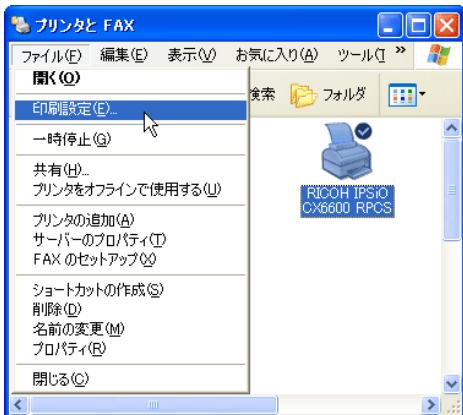 プリンタと FAX
ファイル(F) 編集(E) 表示(V) お気に入り(A) ツール(T »
開く(O)
検索 フォルダ
印刷設定(E)...
一時停止(G)
共有(H)...
プリンタをオフラインで使用する(U)
RICOH IPSiO
CX6600 RPCS
プリンタの追加(A)
サーバーのプロパティ(T)
FAX のセットアップ(X)
ショートカットの作成(S)
削除(D)
名前の変更(M)
プロパティ(R)
閉じる(C)